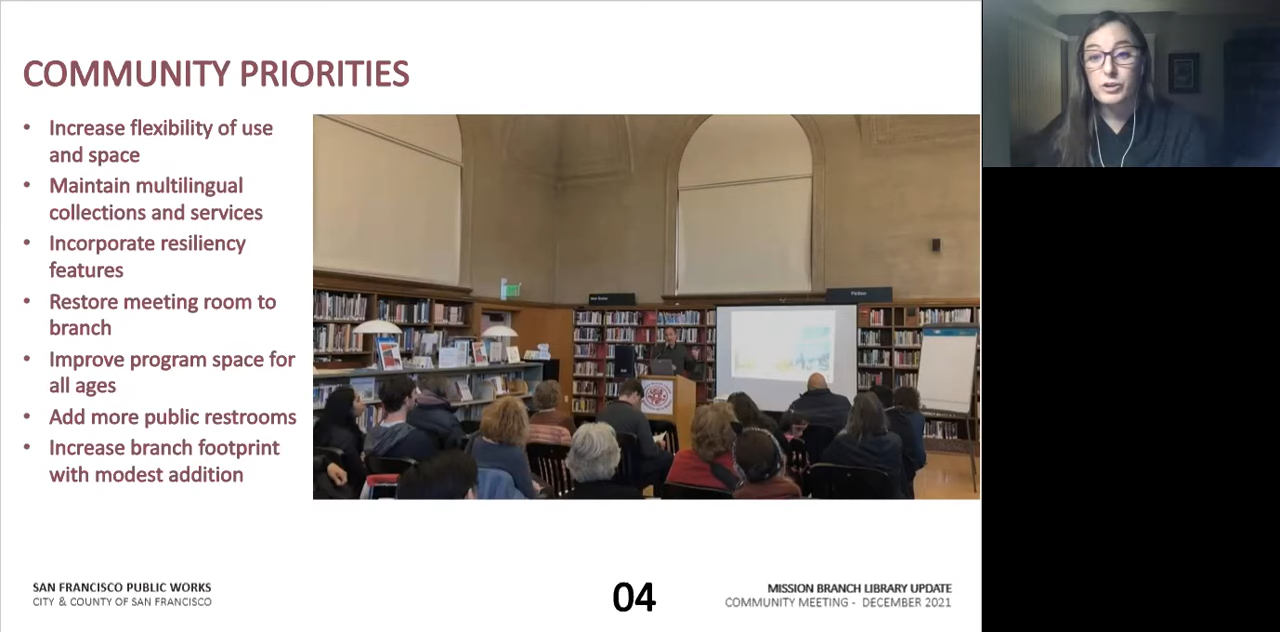 COMMUNITY PRIORITIES
• Increase flexibility of use
and space
• Maintain multilingual
collections and services
• Incorporate resiliency
features
• Restore meeting room to
branch
• Improve program space for
all ages
• Add more public restrooms
• Increase branch footprint
with modest addition
Fiction
SAN FRANCISCO PUBLIC WORKS
CITY & COUNTY OF SAN FRANCISCO
04
MISSION BRANCH LIBRARY UPDATE
COMMUNITY MEETING - DECEMBER 2021